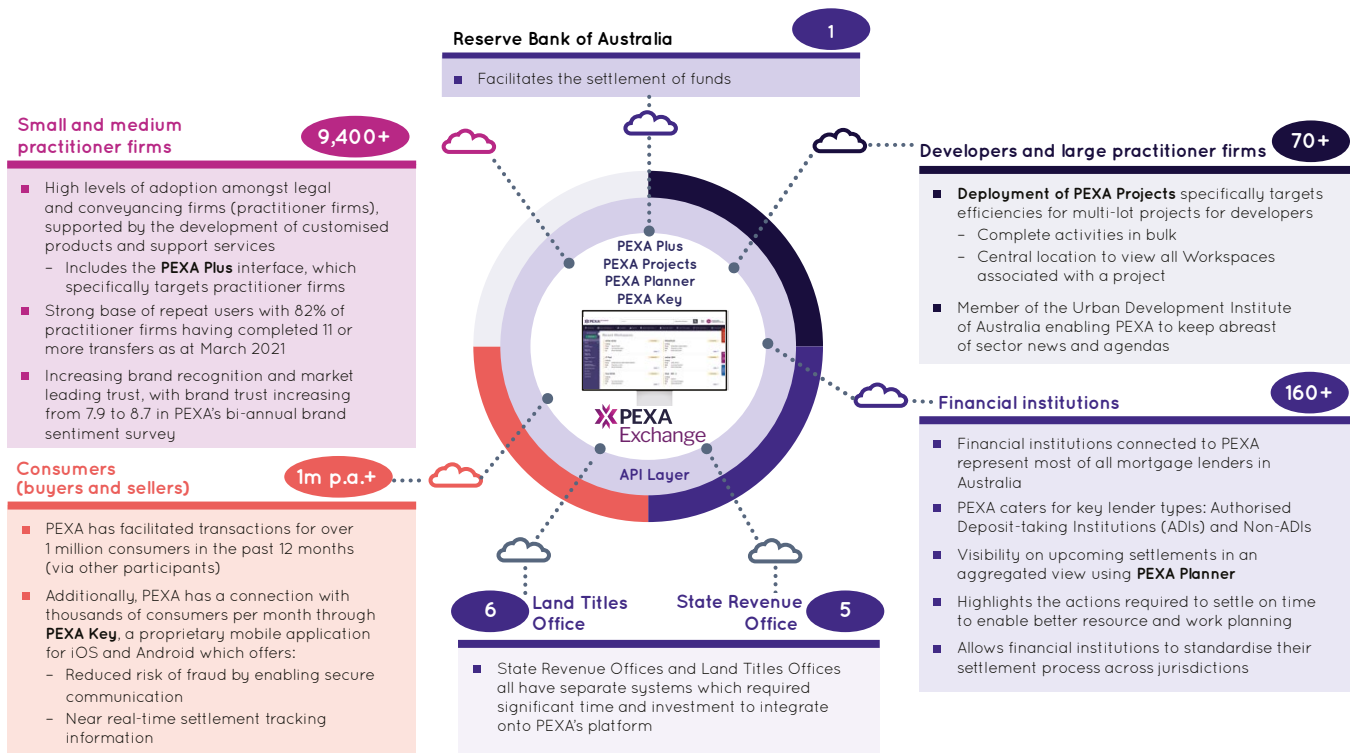 Reserve Bank of Australia
1
■ Facilitates the settlement of funds
Small and medium
practitioner firms
9,400+
■ High levels of adoption amongst legal
and conveyancing firms (practitioner firms),
supported by the development of customised
products and support services
– Includes the PEXA Plus interface, which
specifically targets practitioner firms
■ Strong base of repeat users with 82% of
practitioner firms having completed 11 or
more transfers as at March 2021
■ Increasing brand recognition and market
leading trust, with brand trust increasing
from 7.9 to 8.7 in PEXA's bi-annual brand
sentiment survey
Consumers
(buyers and sellers)
1m p.a.+
■ PEXA has facilitated transactions for over
1 million consumers in the past 12 months
(via other participants)
■ Additionally, PEXA has a connection with
thousands of consumers per month through
PEXA Key, a proprietary mobile application
for iOS and Android which offers:
– Reduced risk of fraud by enabling secure
communication
– Near real-time settlement tracking
information
PEXA Plus
PEXA Projects
PEXA Planner
PEXA Key
PEXA
Exchange
API Layer
6
Land Titles
Office
State Revenue
Office
5
■ State Revenue Offices and Land Titles Offices
all have separate systems which required
significant time and investment to integrate
onto PEXA's platform
Developers and large practitioner firms
70+
■ Deployment of PEXA Projects specifically targets
efficiencies for multi-lot projects for developers
– Complete activities in bulk
– Central location to view all Workspaces
associated with a project
■ Member of the Urban Development Institute
of Australia enabling PEXA to keep abreast
of sector news and agendas
Financial institutions
160+
■ Financial institutions connected to PEXA
represent most of all mortgage lenders in
Australia
■ PEXA caters for key lender types: Authorised
Deposit-taking Institutions (ADIs) and Non-ADIs
■ Visibility on upcoming settlements in an
aggregated view using PEXA Planner
■ Highlights the actions required to settle on time
to enable better resource and work planning
■ Allows financial institutions to standardise their
settlement process across jurisdictions